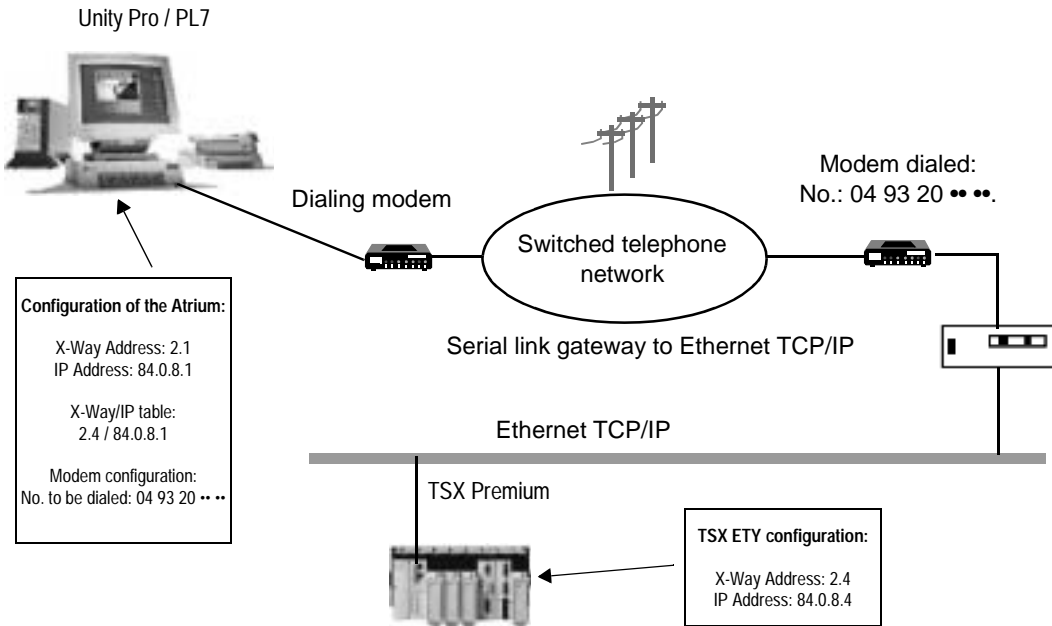 Unity Pro / PL7
Dialing modem
Switched telephone
network
Modem dialed:
No.: 04 93 20 •• ••.
Configuration of the Atrium:
X-Way Address: 2.1
IP Address: 84.0.8.1
X-Way/IP table:
2.4 / 84.0.8.1
Modem configuration:
No. to be dialed: 04 93 20 •• ••
Serial link gateway to Ethernet TCP/IP
Ethernet TCP/IP
TSX Premium
TSX ETY configuration:
X-Way Address: 2.4
IP Address: 84.0.8.4